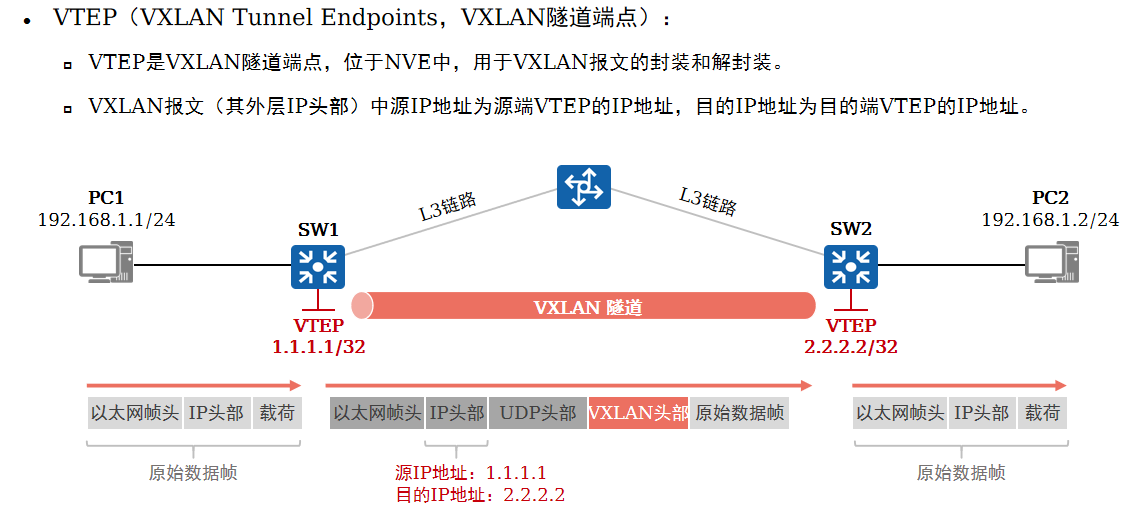 • VTEP（VXLAN Tunnel Endpoints，VXLAN隧道端点）：
VTEP是VXLAN隧道端点，位于NVE中，用于VXLAN报文的封装和解封装。
VXLAN报文（其外层IP头部）中源IP地址为源端VTEP的IP地址，目的IP地址为目的端VTEP的IP地址。
PC1
192.168.1.1/24
L3链路
L3链路
PC2
192.168.1.2/24
SW1
SW2
VXLAN 隧道
VTEP
1.1.1.1/32
VTEP
2.2.2.2/32
以太网帧头 IP头部 载荷
以太网帧头 IP头部 UDP头部 VXLAN头部 原始数据帧
以太网帧头 IP头部 载荷
原始数据帧
源IP地址：1.1.1.1
目的IP地址：2.2.2.2
原始数据帧